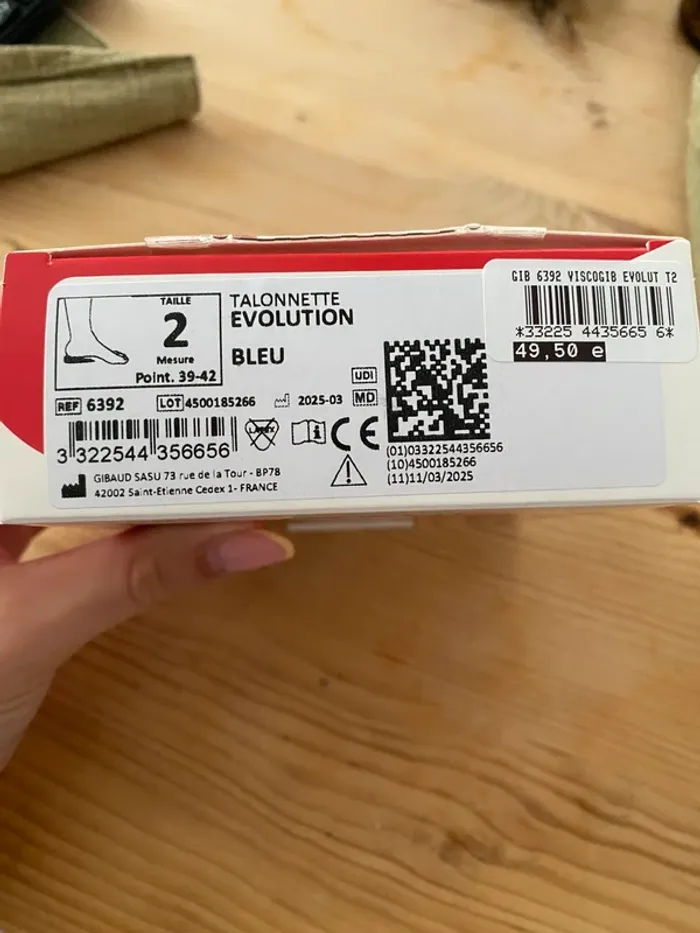 GIB 6392 VISCOGIB EVOLUT T2
*33225 4435665 6*
49,50 e
TAILLE
2
Mesure
Point. 39-42
TALONNETTE
EVOLUTION
BLEU
UDI
REF 6392
LOT 4500185266
2025-03
MD
3 322544 356656
LATEX
CE
(01)03322544356656
(10)4500185266
(11)11/03/2025
GIBAUD SASU 73 rue de la Tour - BP78
42002 Saint-Etienne Cedex 1- FRANCE